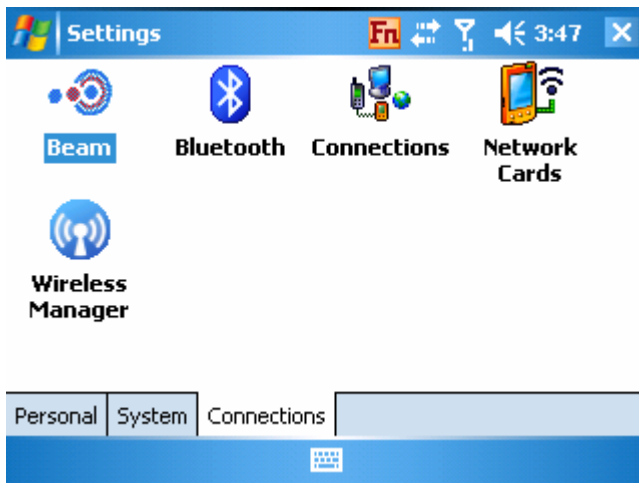 Settings
Fn
3:47
Beam
Bluetooth
Connections
Network
Cards
Wireless
Manager
Personal
System
Connections